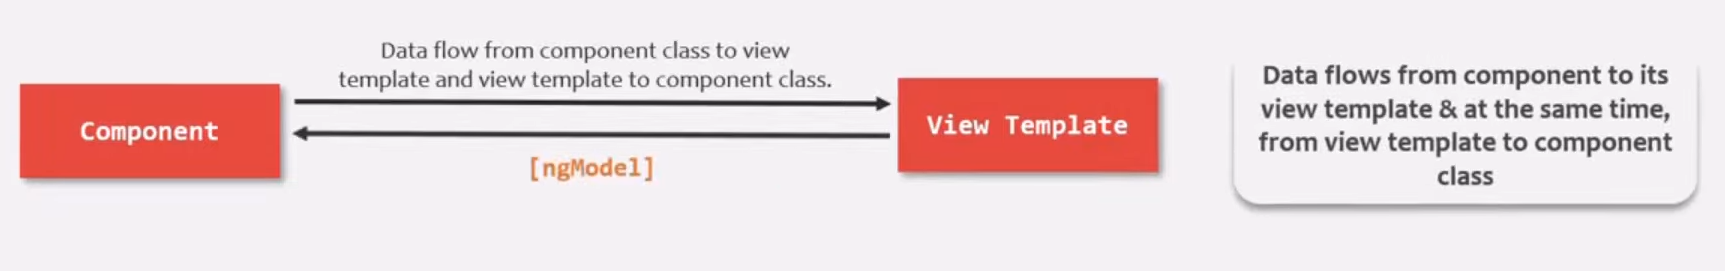 Data flow from component class to view
template and view template to component class.
Component
[ngModel]
View Template
Data flows from component to its
view template & at the same time,
from view template to component
class